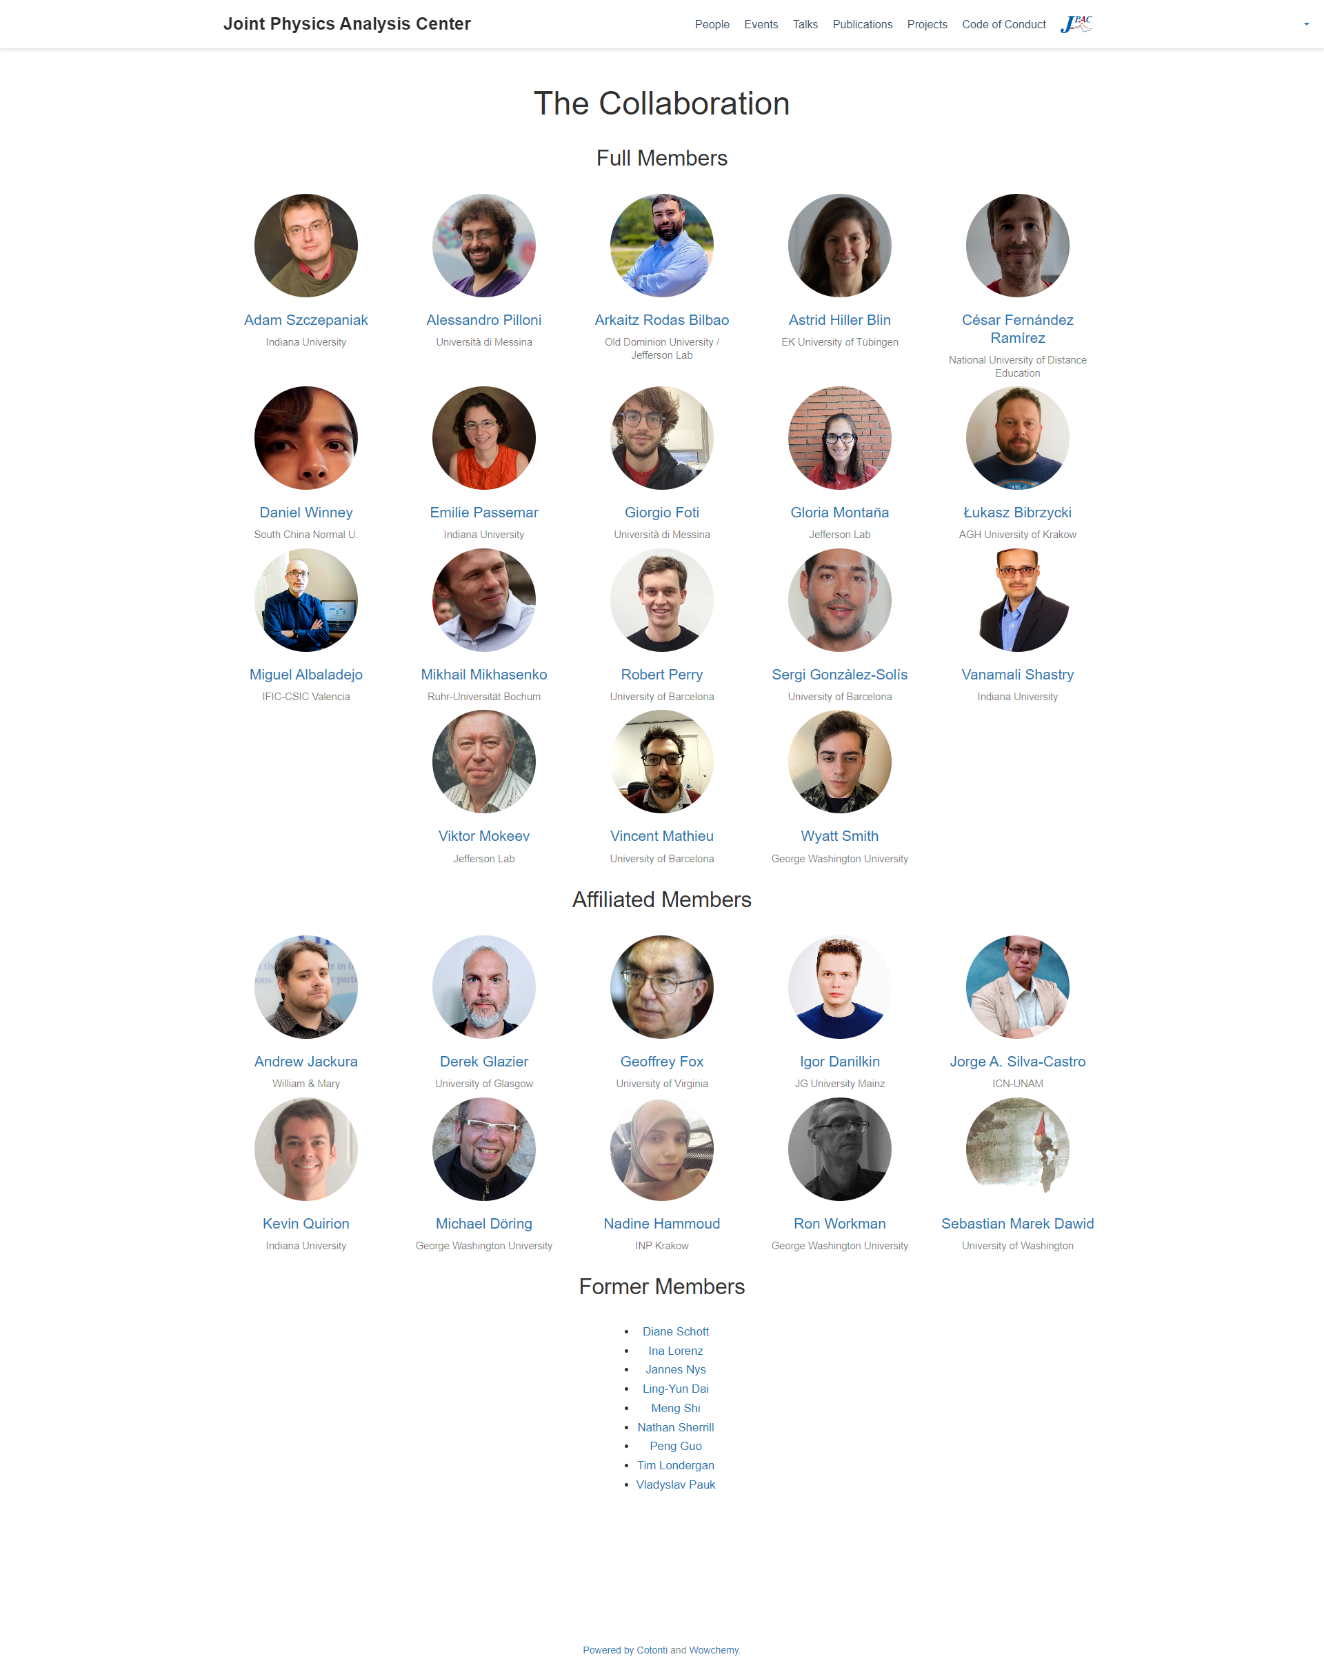 Joint Physics Analysis Center
People Events Talks Publications Projects Code of Conduct JPAC
The Collaboration
Full Members
Adam Szczepaniak
Indiana University
Alessandro Pilloni
Università di Messina
Arkaitz Rodas Bilbao
Old Dominion University /
Jefferson Lab
Astrid Hiller Blin
EK University of Tübingen
César Fernández
Ramírez
National University of Distance
Education
Daniel Winney
South China Normal U.
Emilie Passemar
Indiana University
Giorgio Foti
Università di Messina
Gloria Montaña
Jefferson Lab
Łukasz Bibrzycki
AGH University of Krakow
Miguel Albaladejo
IFIC-CSIC Valencia
Mikhail Mikhasenko
Ruhr-Universität Bochum
Robert Perry
University of Barcelona
Sergi Gonzàlez-Solís
University of Barcelona
Vanamali Shastry
Indiana University
Viktor Mokeev
Jefferson Lab
Vincent Mathieu
University of Barcelona
Wyatt Smith
George Washington University
Affiliated Members
Andrew Jackura
William & Mary
Derek Glazier
University of Glasgow
Geoffrey Fox
University of Virginia
Igor Danilkin
JG University Mainz
Jorge A. Silva-Castro
ICN-UNAM
Kevin Quirion
Indiana University
Michael Döring
George Washington University
Nadine Hammoud
INP Krakow
Ron Workman
George Washington University
Sebastian Marek Dawid
University of Washington
Former Members
• Diane Schott
• Ina Lorenz
• Jannes Nys
• Ling-Yun Dai
• Meng Shi
• Nathan Sherrill
• Peng Guo
• Tim Londergan
• Vladyslav Pauk
Powered by Cotonti and Wowchemy.